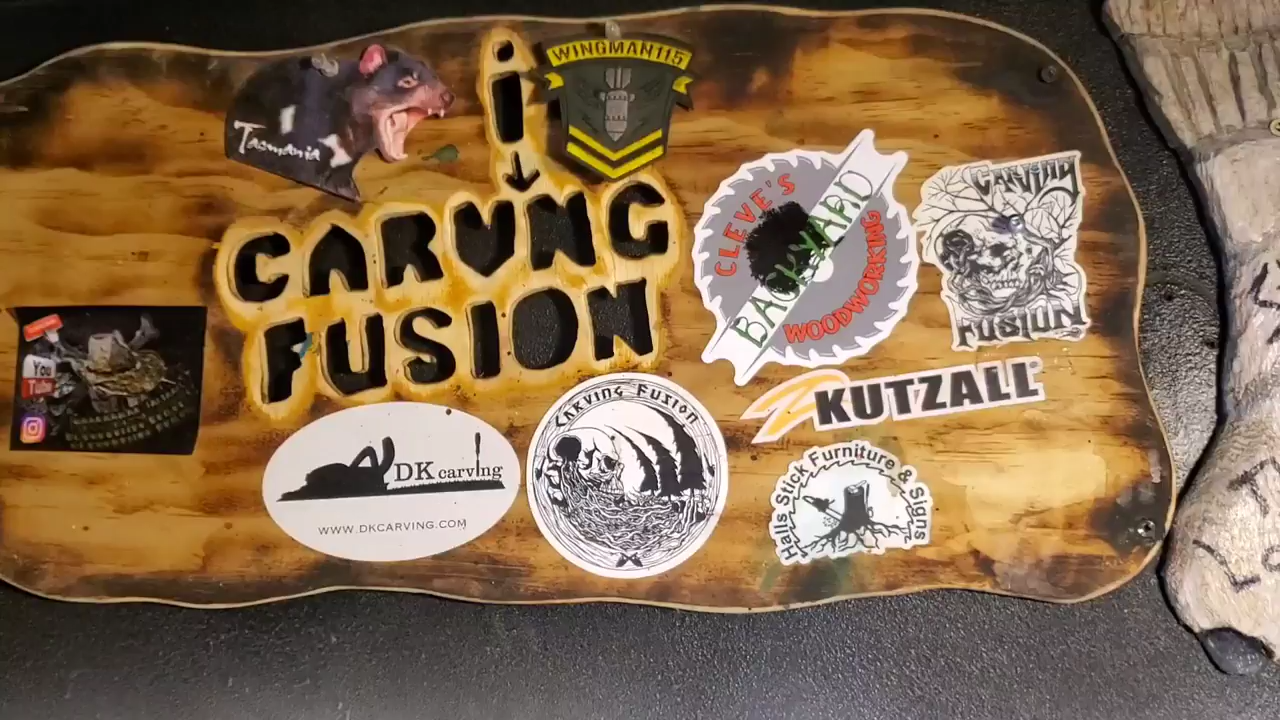 WINGMAN115
Tasmania
i
CARVNG
FUSION
CLEVE'S
BACKYARD
WOODWORKING
CARVING
FUSION
You
Tube
KUTZALL
DK carving
WWW.DKCARVING.COM
CARVING FUSION
Halls Stick Furniture & Signs